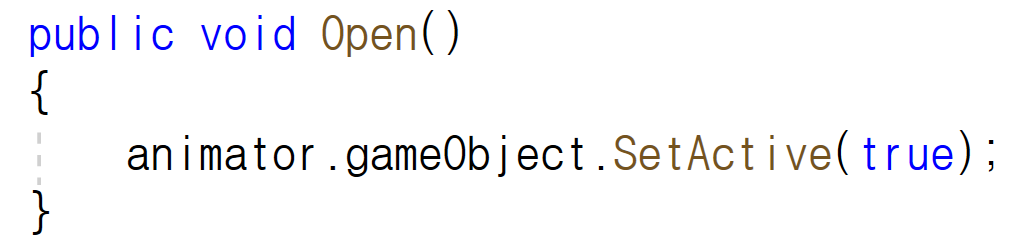 public void Open()
{
    animator.gameObject.SetActive(true);
}